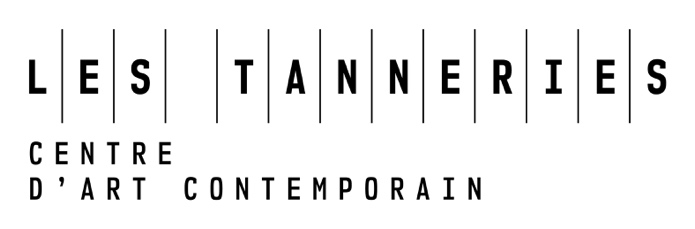 LES TANNERIES
CENTRE
D'ART CONTEMPORAIN